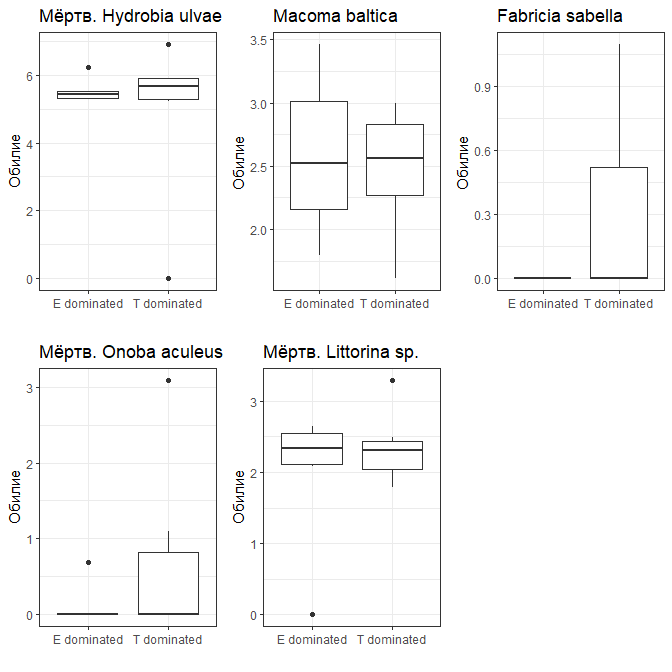 Мёртв. Hydrobia ulvae
Обилие
6
4
2
0
E dominated T dominated
Macoma baltica
Обилие
3.5
3.0
2.5
2.0
E dominated T dominated
Fabricia sabella
Обилие
0.9
0.6
0.3
0.0
E dominated T dominated
Мёртв. Onoba aculeus
Обилие
3
2
1
0
E dominated T dominated
Мёртв. Littorina sp.
Обилие
3
2
1
0
E dominated T dominated